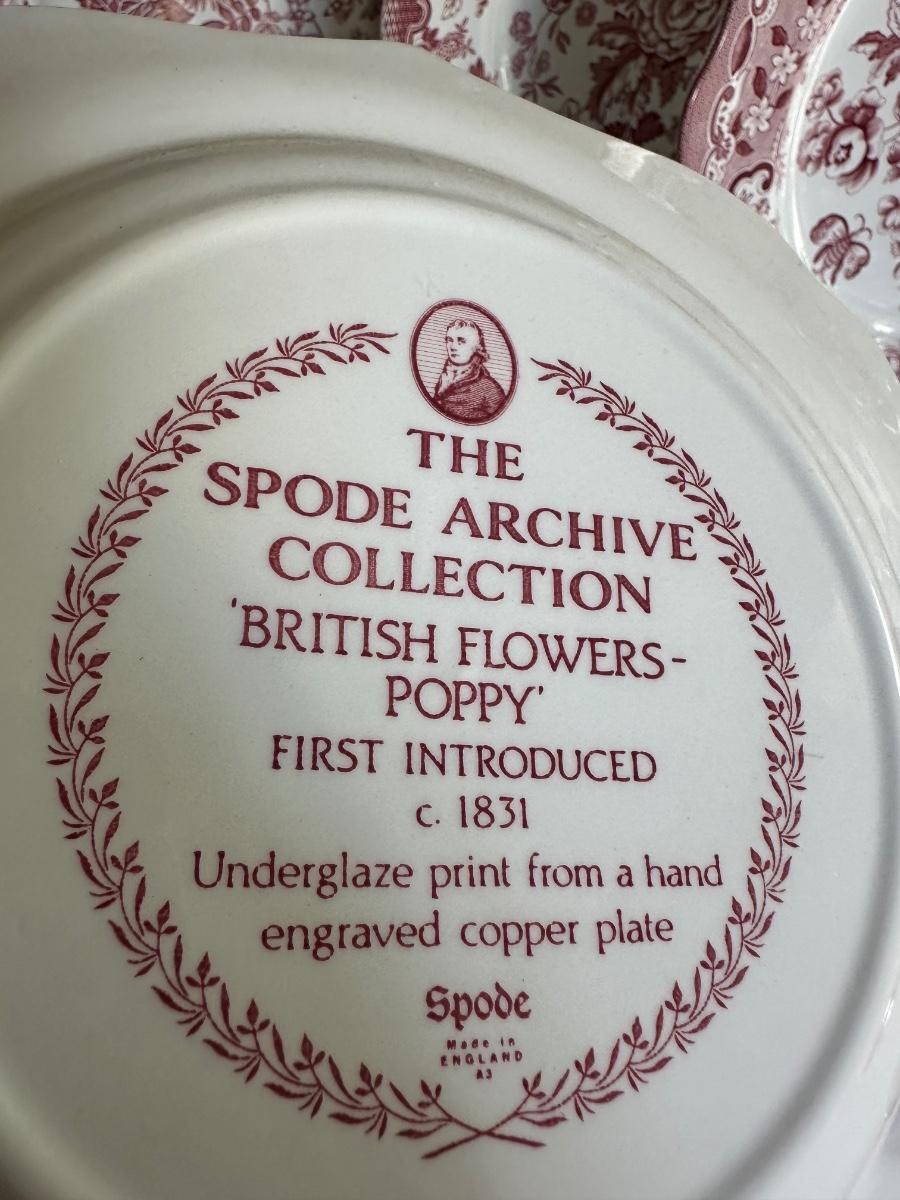 THE
SPODE ARCHIVE
COLLECTION
'BRITISH FLOWERS-
POPPY'
FIRST INTRODUCED
c. 1831
Underglaze print from a hand
engraved copper plate
Spode
Made in
ENGLAND
A3